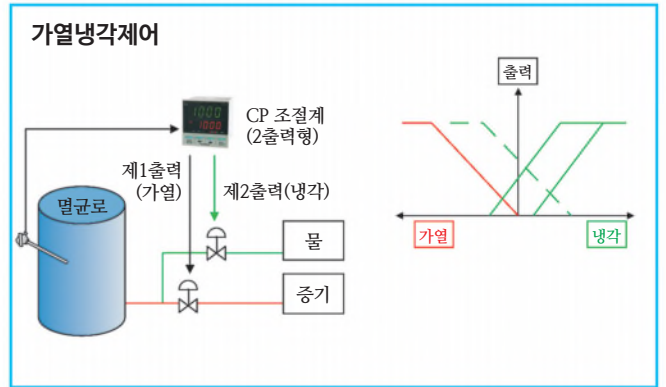 가열냉각제어
1000
1000
CP 조절계
(2출력형)
제1출력
(가열)
제2출력(냉각)
멸균로
물
증기
출력
가열
냉각